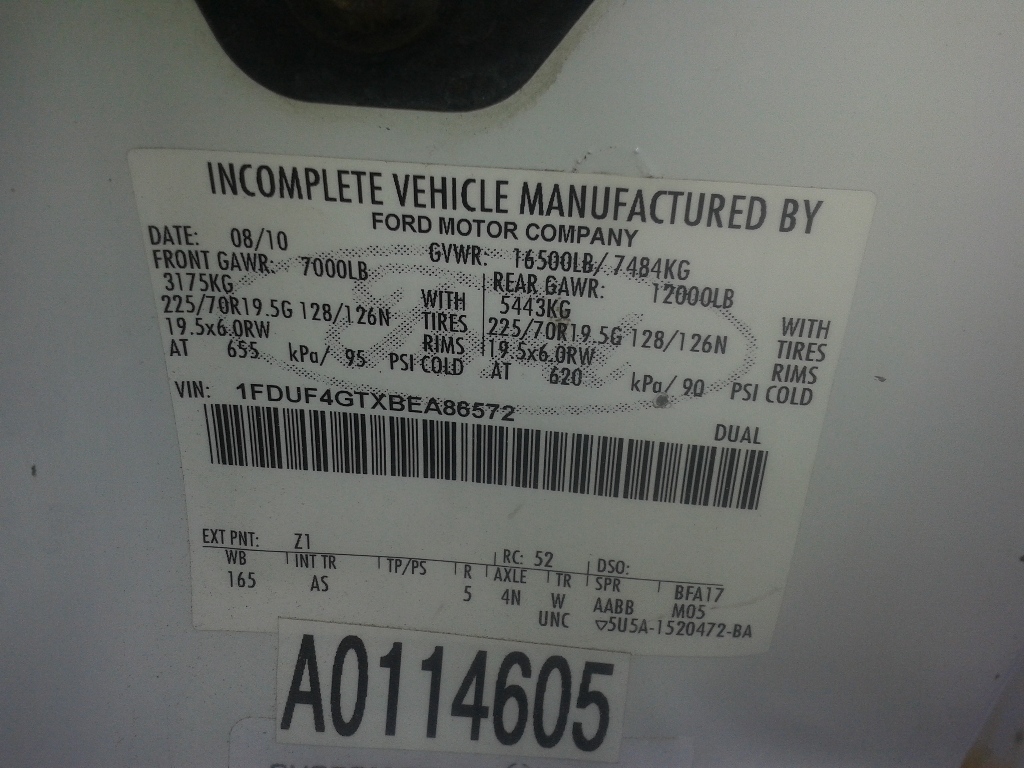 INCOMPLETE VEHICLE MANUFACTURED BY
FORD MOTOR COMPANY
DATE: 08/10 GVWR: 16500LB/ 7484KG
FRONT GAWR: 7000LB
3175KG WITH
225/70R19.5G 128/126N TIRES
19.5x6.0RW RIMS
AT 655 kPa/ 95 PSI COLD
REAR GAWR: 12000LB
5443KG WITH
225/70R19.5G 128/126N TIRES
19.5x6.0RW RIMS
AT 620 kPa/ 90 PSI COLD
VIN: 1FDUF4GTXBEA86572
DUAL
EXT PNT: Z1 RC: 52 DSO:
WB INT TR TP/PS R AXLE TR SPR BFA17
165 AS 5 4N W AABB M05
UNC ▽5U5A-1520472-BA
A0114605